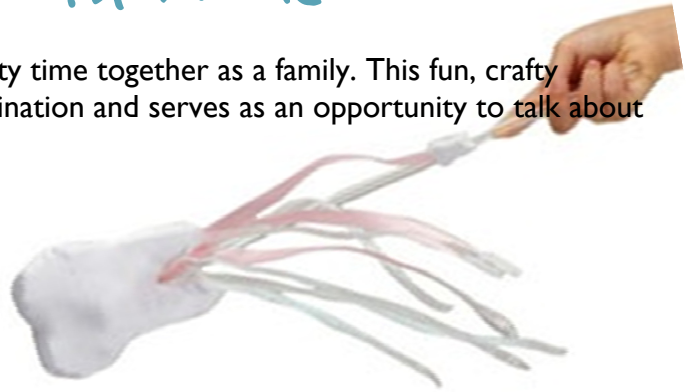 ty time together as a family. This fun, crafty
ination and serves as an opportunity to talk about